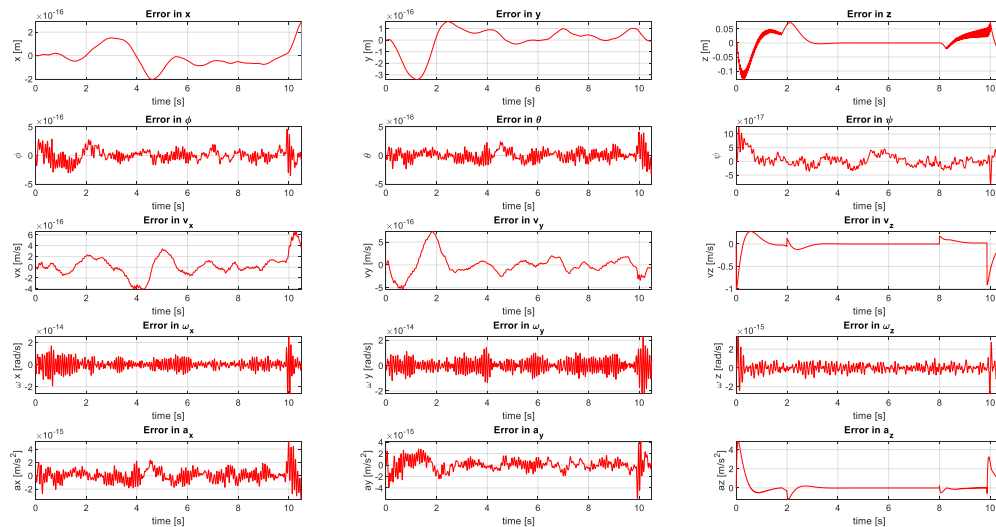 ×10⁻¹⁶ Error in x
2
0
-2
x [m]
0 2 4 6 8 10
time [s]
×10⁻¹⁶ Error in y
1
0
-1
-2
-3
y [m]
0 2 4 6 8 10
time [s]
Error in z
0.05
0
-0.05
-0.1
z [m]
0 2 4 6 8 10
time [s]
×10⁻¹⁶ Error in ϕ
5
0
-5
0 2 4 6 8 10
time [s]
×10⁻¹⁶ Error in θ
5
0
-5
θ
0 2 4 6 8 10
time [s]
×10⁻¹⁷ Error in ψ
10
5
0
-5
ψ
0 2 4 6 8 10
time [s]
×10⁻¹⁶ Error in vₓ
6
4
2
0
-2
-4
vx [m/s]
0 2 4 6 8 10
time [s]
×10⁻¹⁶ Error in v_y
5
0
-5
vy [m/s]
0 2 4 6 8 10
time [s]
Error in v_z
0
-0.5
-1
vz [m/s]
0 2 4 6 8 10
time [s]
×10⁻¹⁴ Error in ωₓ
2
0
-2
ω x [rad/s]
0 2 4 6 8 10
time [s]
×10⁻¹⁴ Error in ω_y
2
0
-2
ω y [rad/s]
0 2 4 6 8 10
time [s]
×10⁻¹⁵ Error in ω_z
2
0
-2
ω z [rad/s]
0 2 4 6 8 10
time [s]
×10⁻¹⁵ Error in aₓ
4
2
0
-2
ax [m/s²]
0 2 4 6 8 10
time [s]
×10⁻¹⁵ Error in a_y
4
2
0
-2
-4
ay [m/s²]
0 2 4 6 8 10
time [s]
Error in a_z
4
2
0
az [m/s²]
0 2 4 6 8 10
time [s]